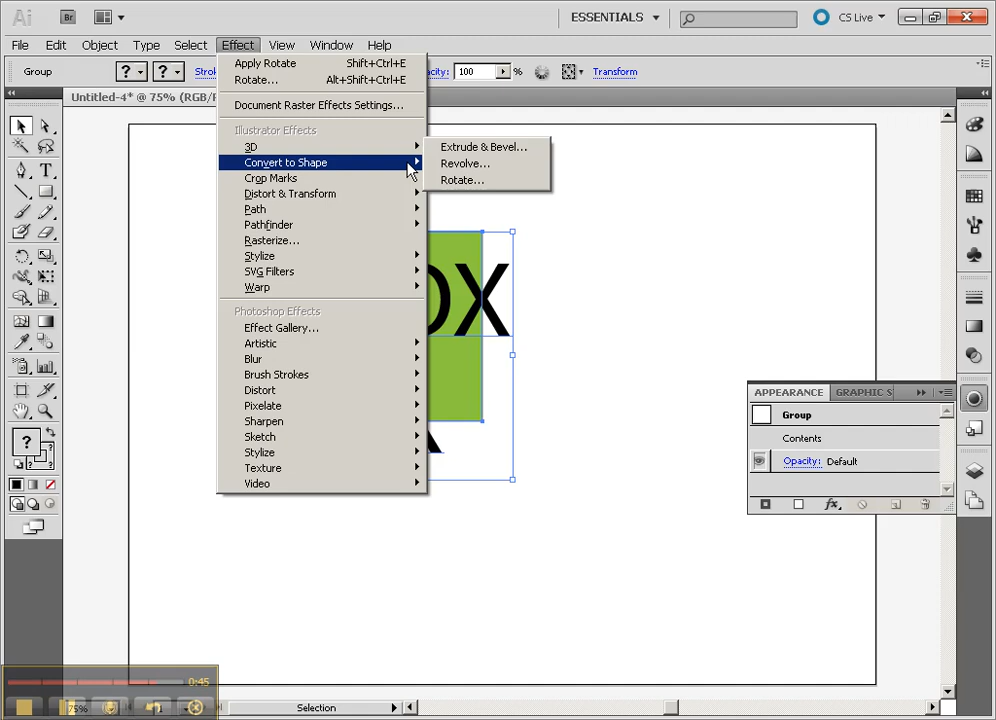 Ai
Br
ESSENTIALS
CS Live
File Edit Object Type Select Effect View Window Help
Group
?
?
100
%
Transform
Untitled-4* @ 75%
Apply Rotate Shift+Ctrl+E
Rotate... Alt+Shift+Ctrl+E
Document Raster Effects Settings...
Illustrator Effects
3D
Convert to Shape
Crop Marks
Distort & Transform
Path
Pathfinder
Rasterize...
Stylize
SVG Filters
Warp
Photoshop Effects
Effect Gallery...
Artistic
Blur
Brush Strokes
Distort
Pixelate
Sharpen
Sketch
Stylize
Texture
Video
Extrude & Bevel...
Revolve...
Rotate...
OX
T
?
?
APPEARANCE
GRAPHIC S
Group
Contents
Opacity: Default
fx
0:45
75%
1
Selection